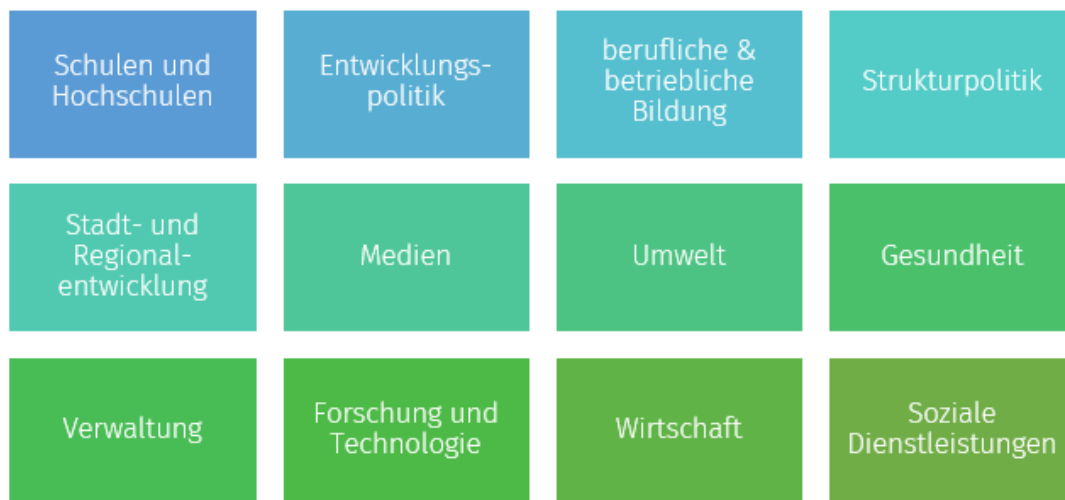 Schulen und
Hochschulen
Entwicklungs-
politik
berufliche &
betriebliche
Bildung
Strukturpolitik
Stadt- und
Regional-
entwicklung
Medien
Umwelt
Gesundheit
Verwaltung
Forschung und
Technologie
Wirtschaft
Soziale
Dienstleistungen